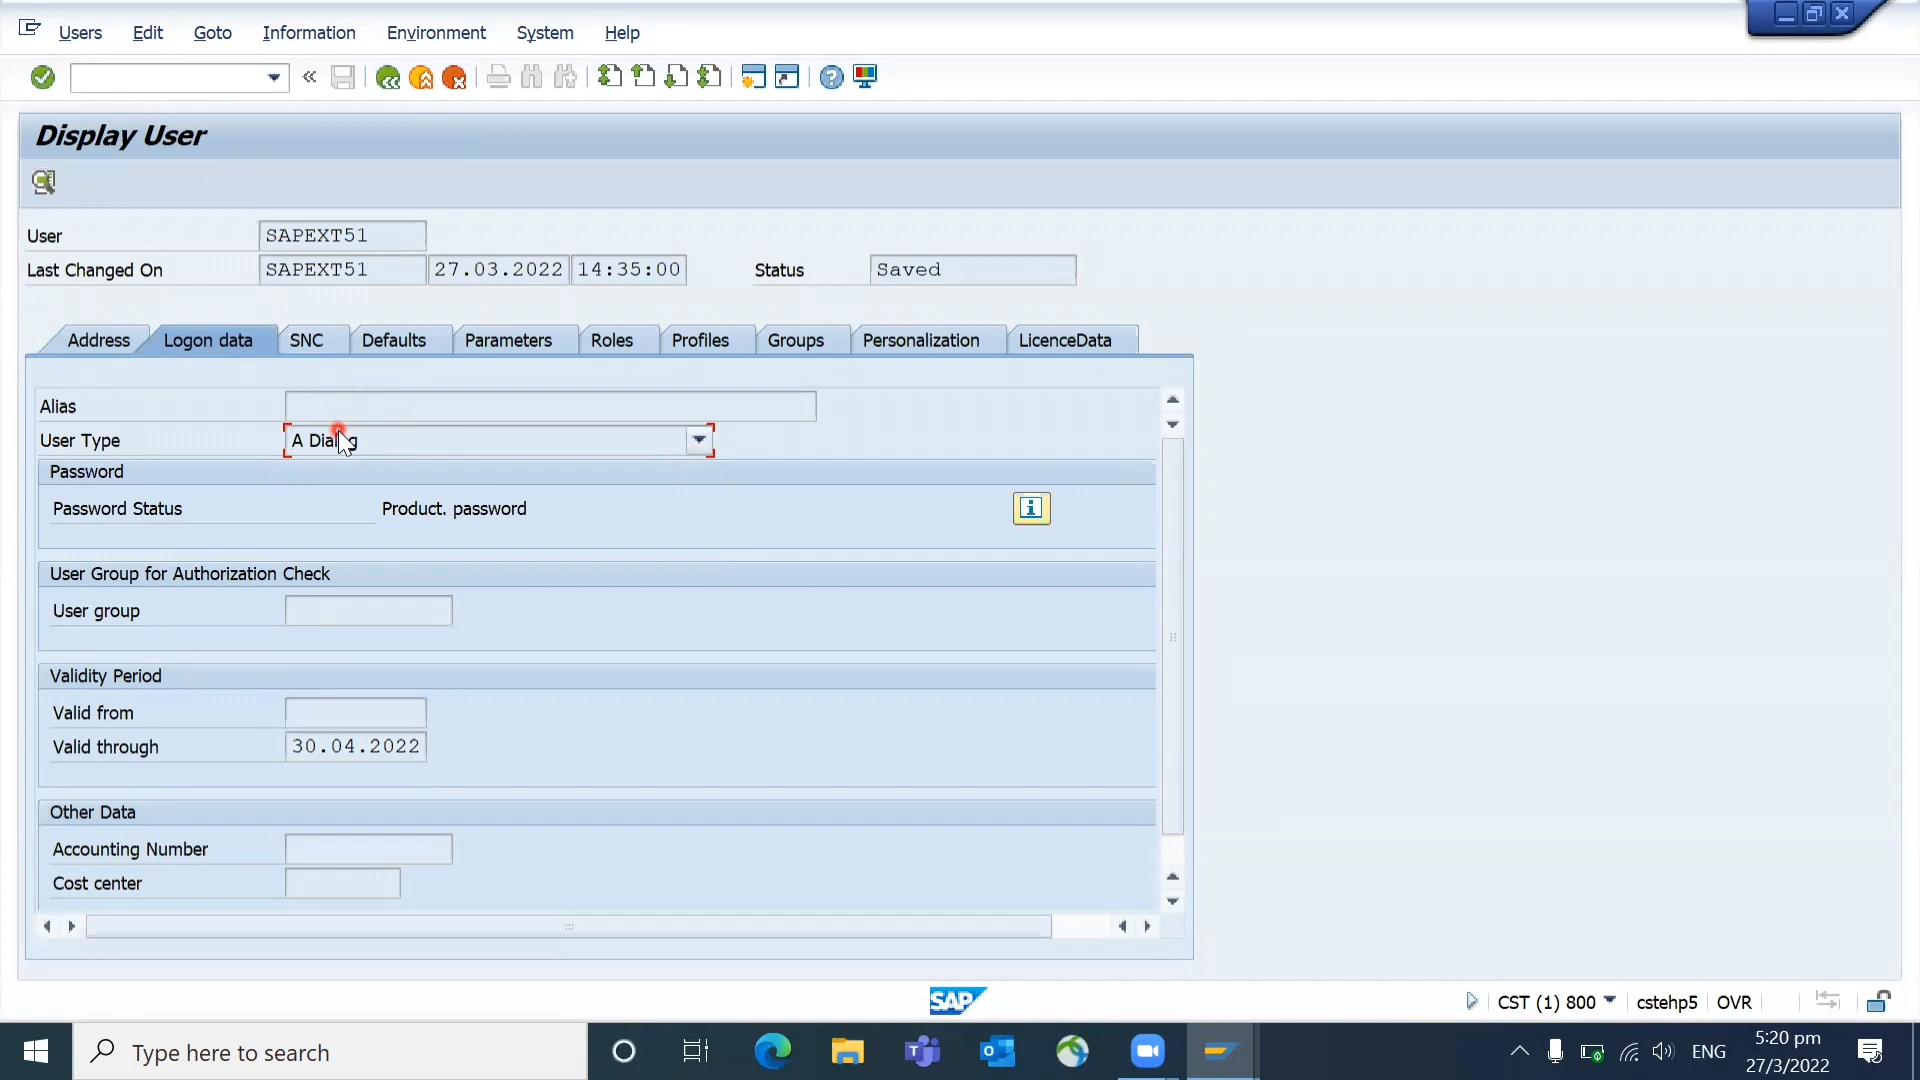 Users Edit Goto Information Environment System Help
Display User
User SAPEXT51
Last Changed On SAPEXT51 27.03.2022 14:35:00 Status Saved
Address Logon data SNC Defaults Parameters Roles Profiles Groups Personalization LicenceData
Alias
User Type A Dialog
Password
Password Status Product. password
User Group for Authorization Check
User group
Validity Period
Valid from
Valid through 30.04.2022
Other Data
Accounting Number
Cost center
SAP CST (1) 800 cstehp5 OVR
Type here to search ENG 5:20 pm
27/3/2022